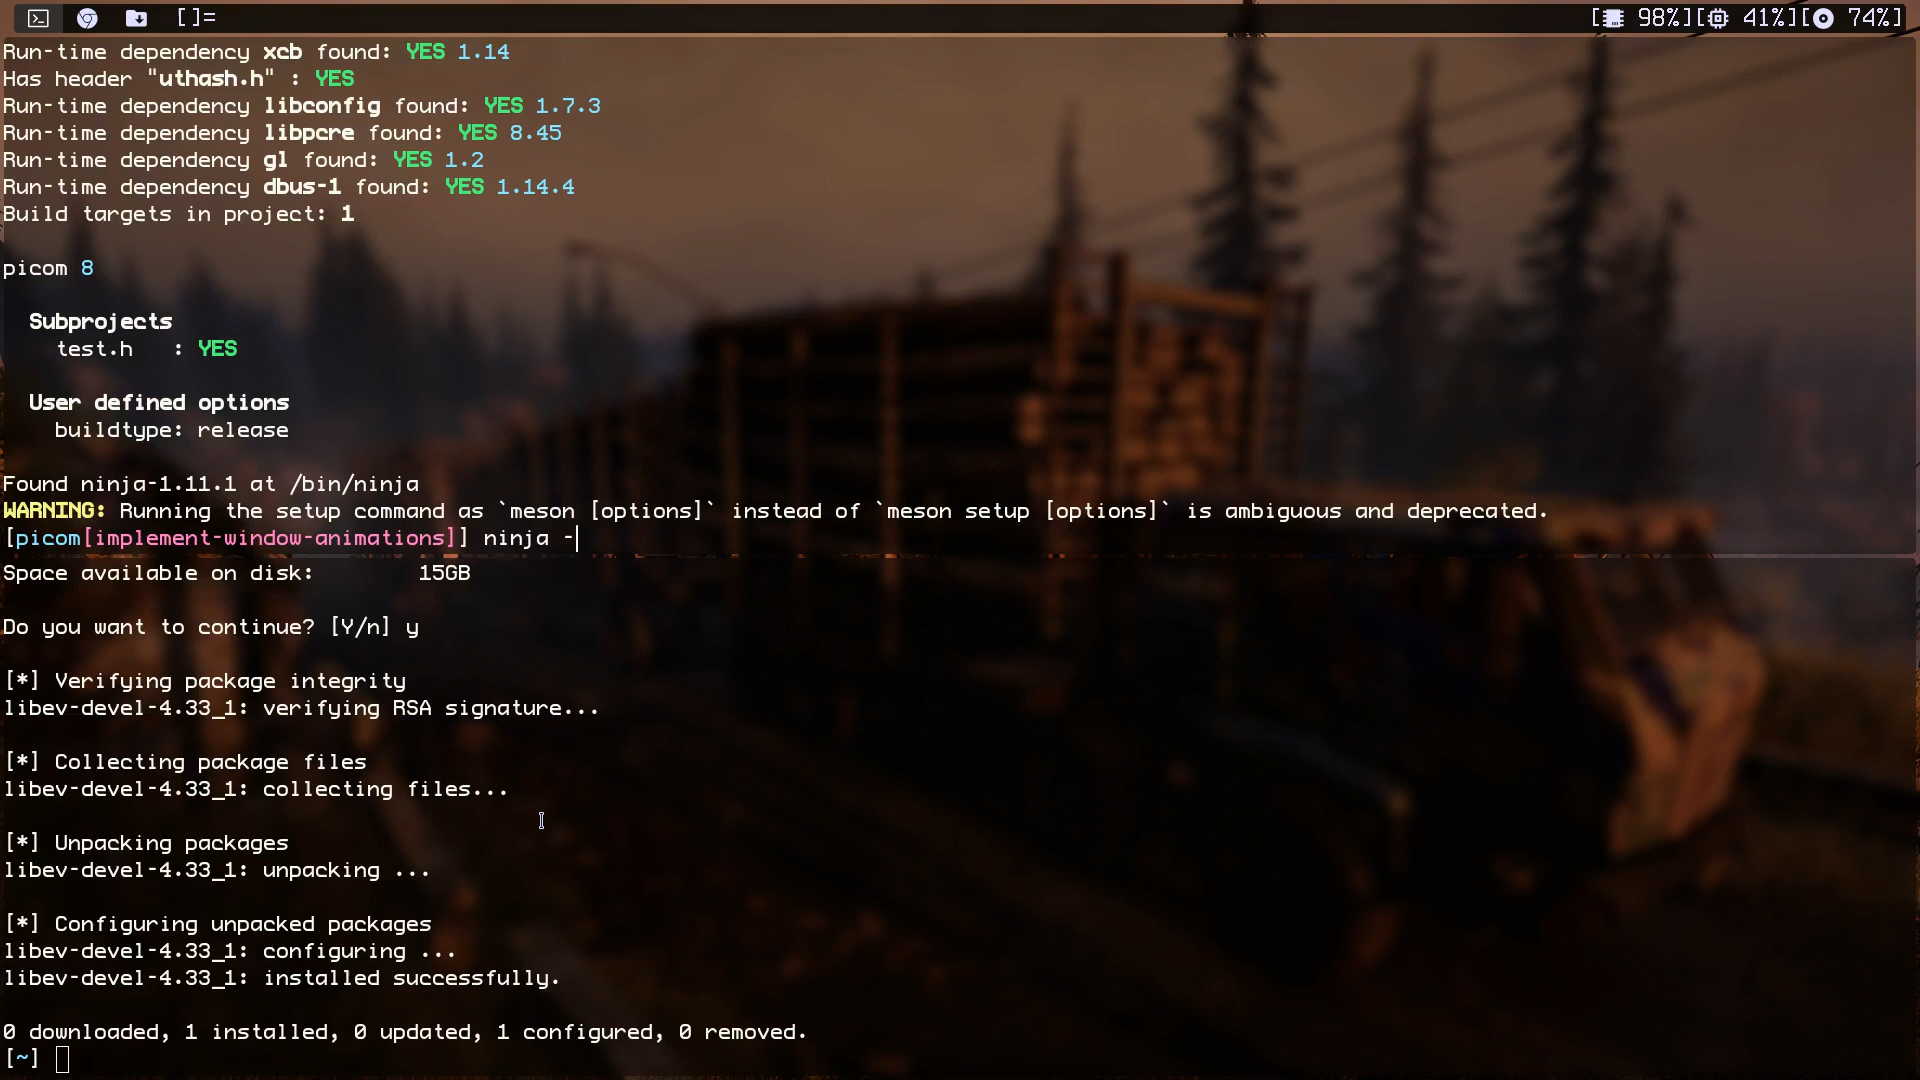 []=
[ 98%][ 41%][ 74%]
Run-time dependency xcb found: YES 1.14
Has header "uthash.h" : YES
Run-time dependency libconfig found: YES 1.7.3
Run-time dependency libpcre found: YES 8.45
Run-time dependency gl found: YES 1.2
Run-time dependency dbus-1 found: YES 1.14.4
Build targets in project: 1
picom 8
Subprojects
test.h : YES
User defined options
buildtype: release
Found ninja-1.11.1 at /bin/ninja
WARNING: Running the setup command as `meson [options]` instead of `meson setup [options]` is ambiguous and deprecated.
[picom[implement-window-animations]] ninja -
Space available on disk: 15GB
Do you want to continue? [Y/n] y
[*] Verifying package integrity
libev-devel-4.33_1: verifying RSA signature...
[*] Collecting package files
libev-devel-4.33_1: collecting files...
[*] Unpacking packages
libev-devel-4.33_1: unpacking ...
[*] Configuring unpacked packages
libev-devel-4.33_1: configuring ...
libev-devel-4.33_1: installed successfully.
0 downloaded, 1 installed, 0 updated, 1 configured, 0 removed.
[~]